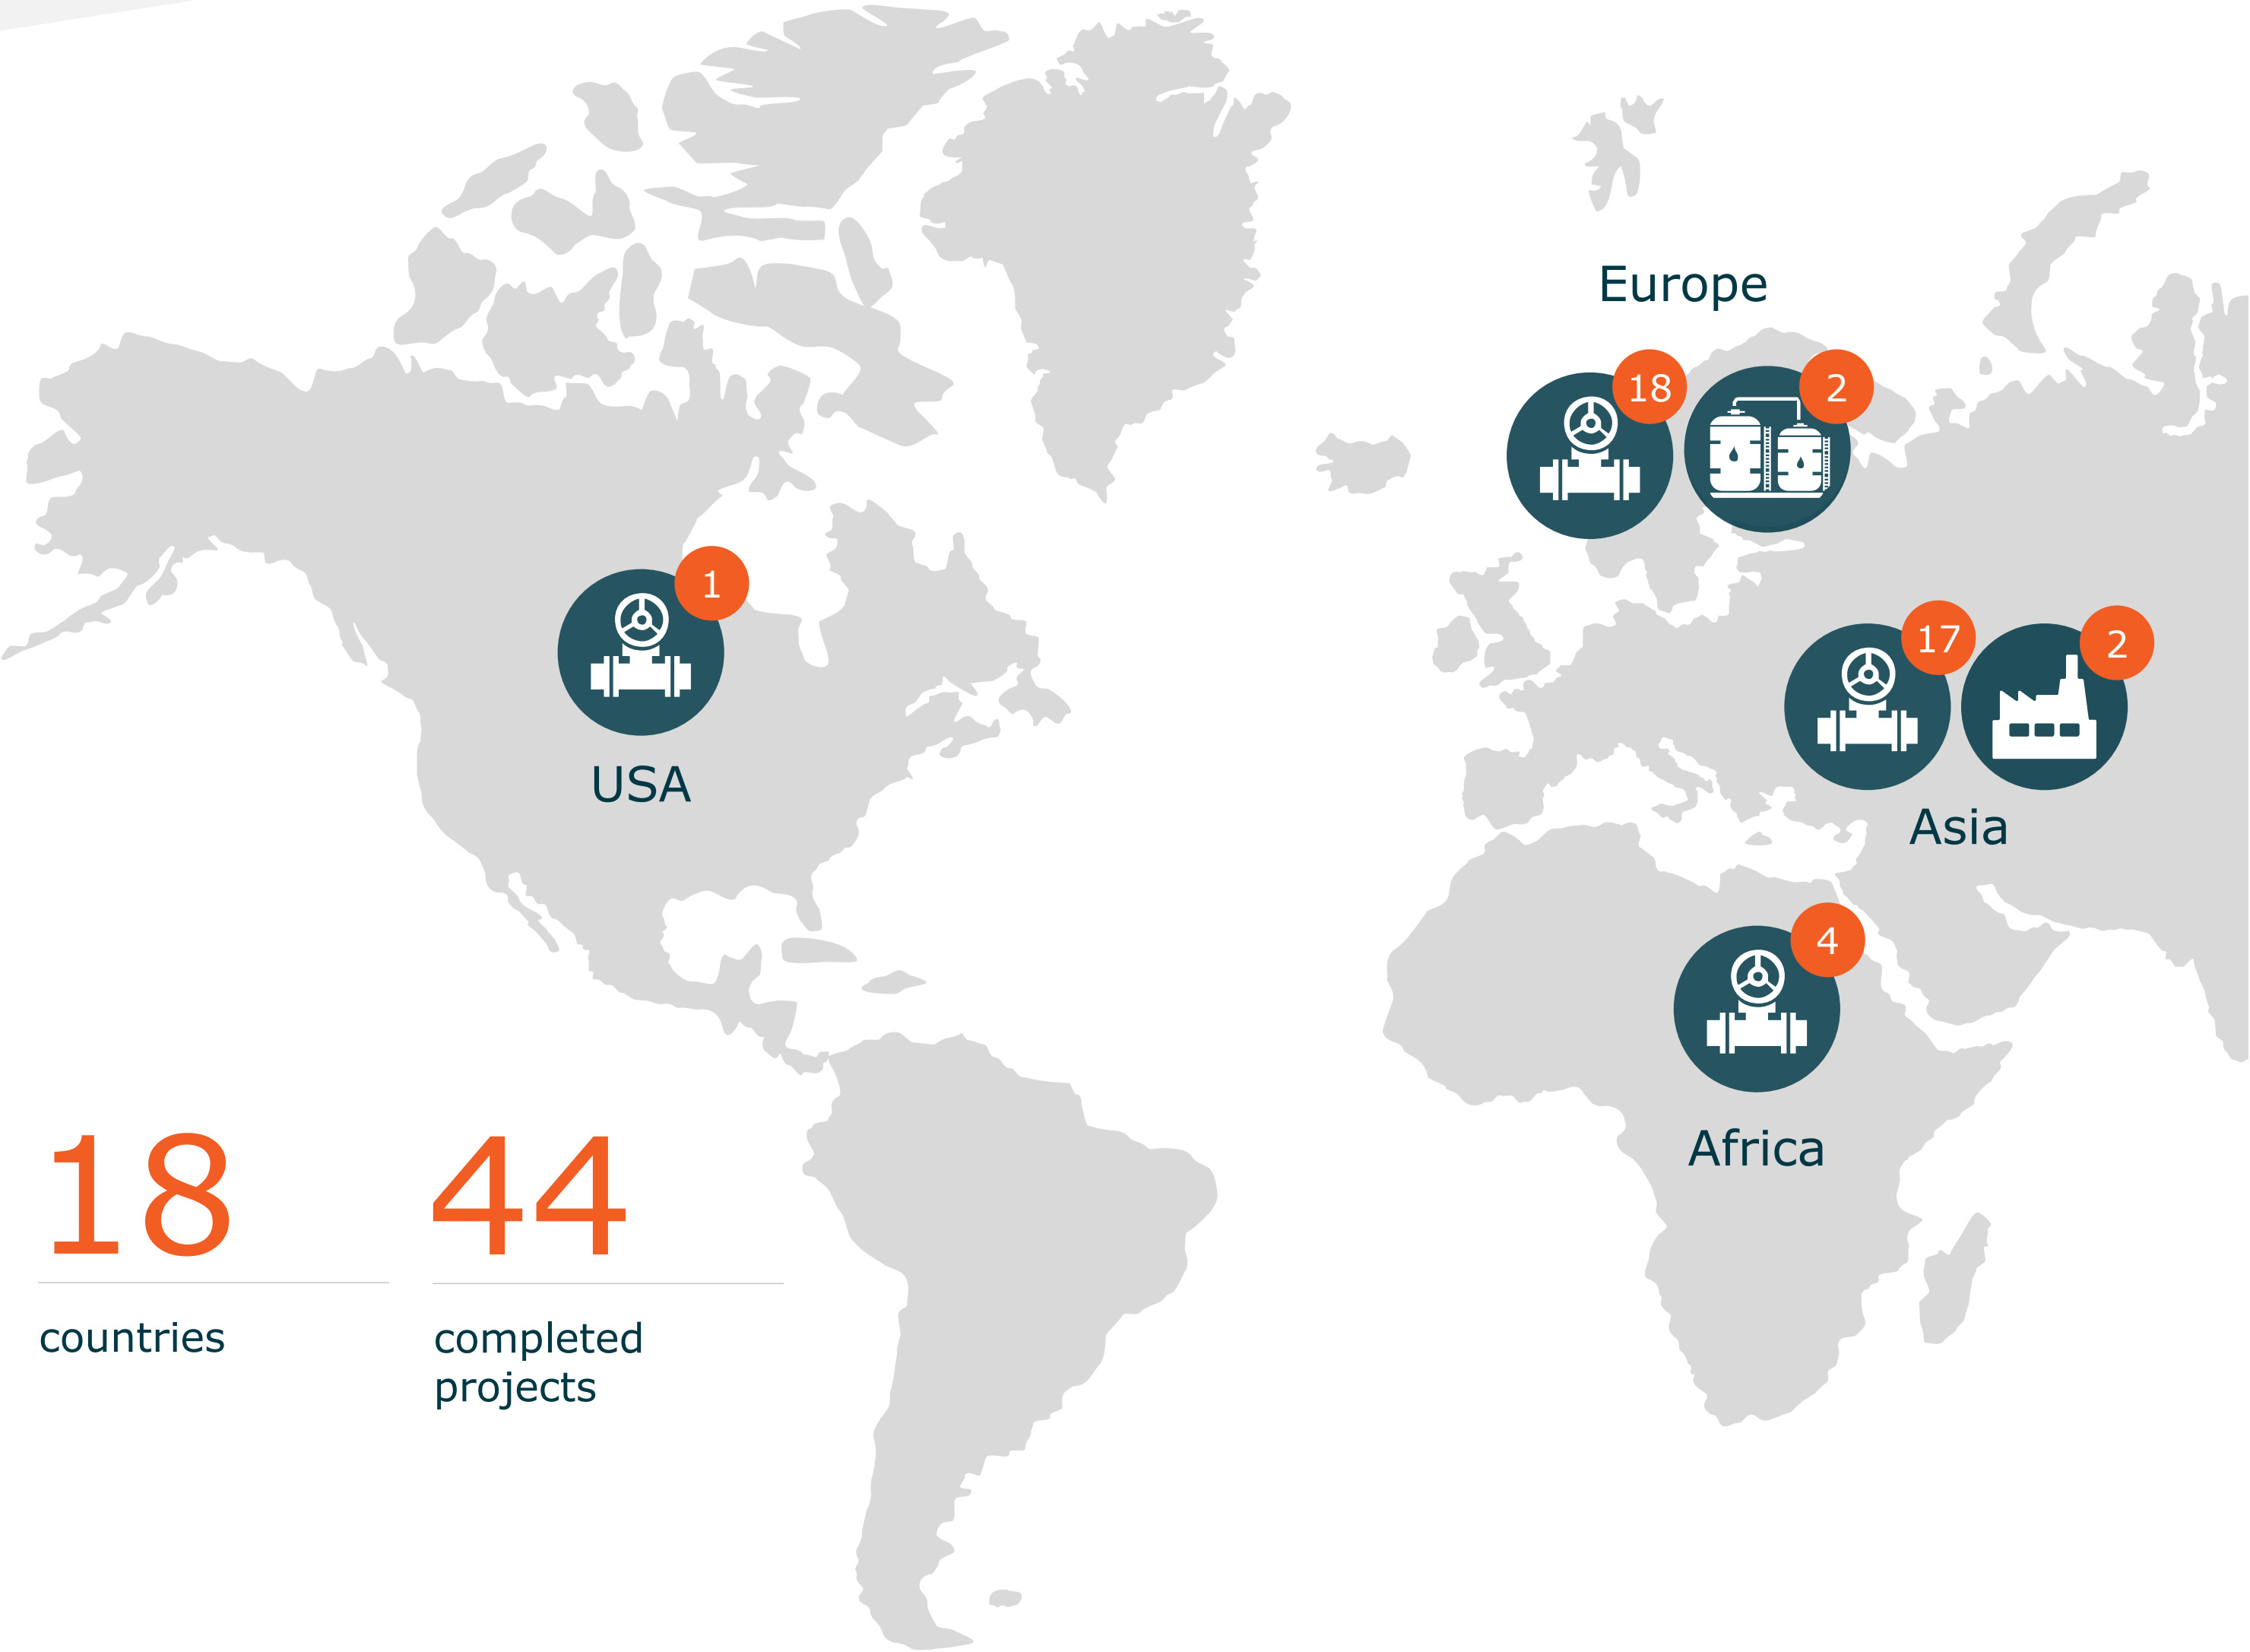 Europe
18
2
1
USA
17
2
Asia
4
Africa
18
countries
44
completed
projects